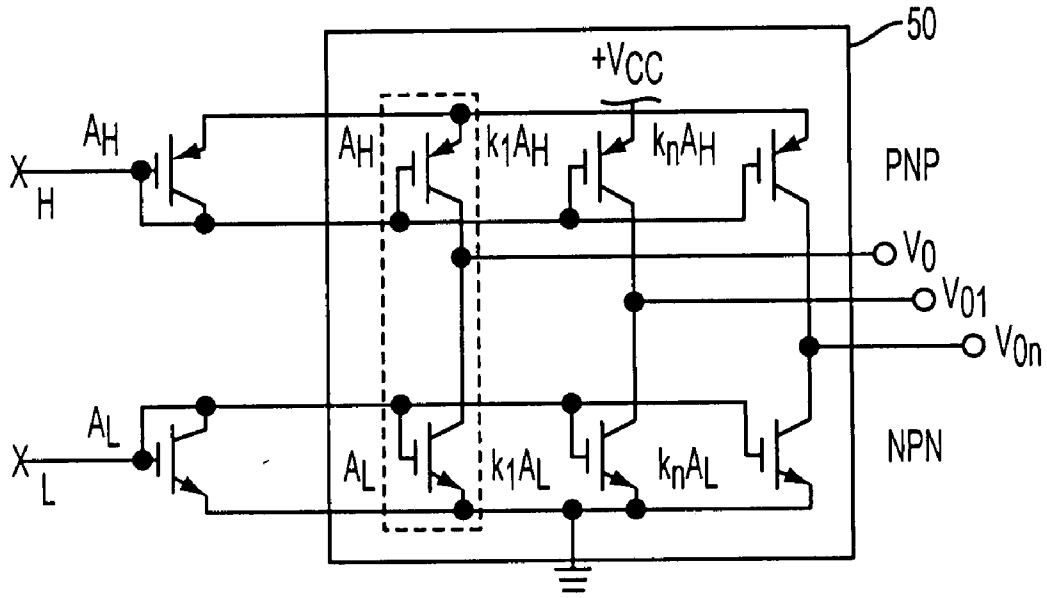 50
+VCC
AH
AH
k1AH
knAH
PNP
XH
V0
V01
V0n
AL
AL
k1AL
knAL
NPN
XL